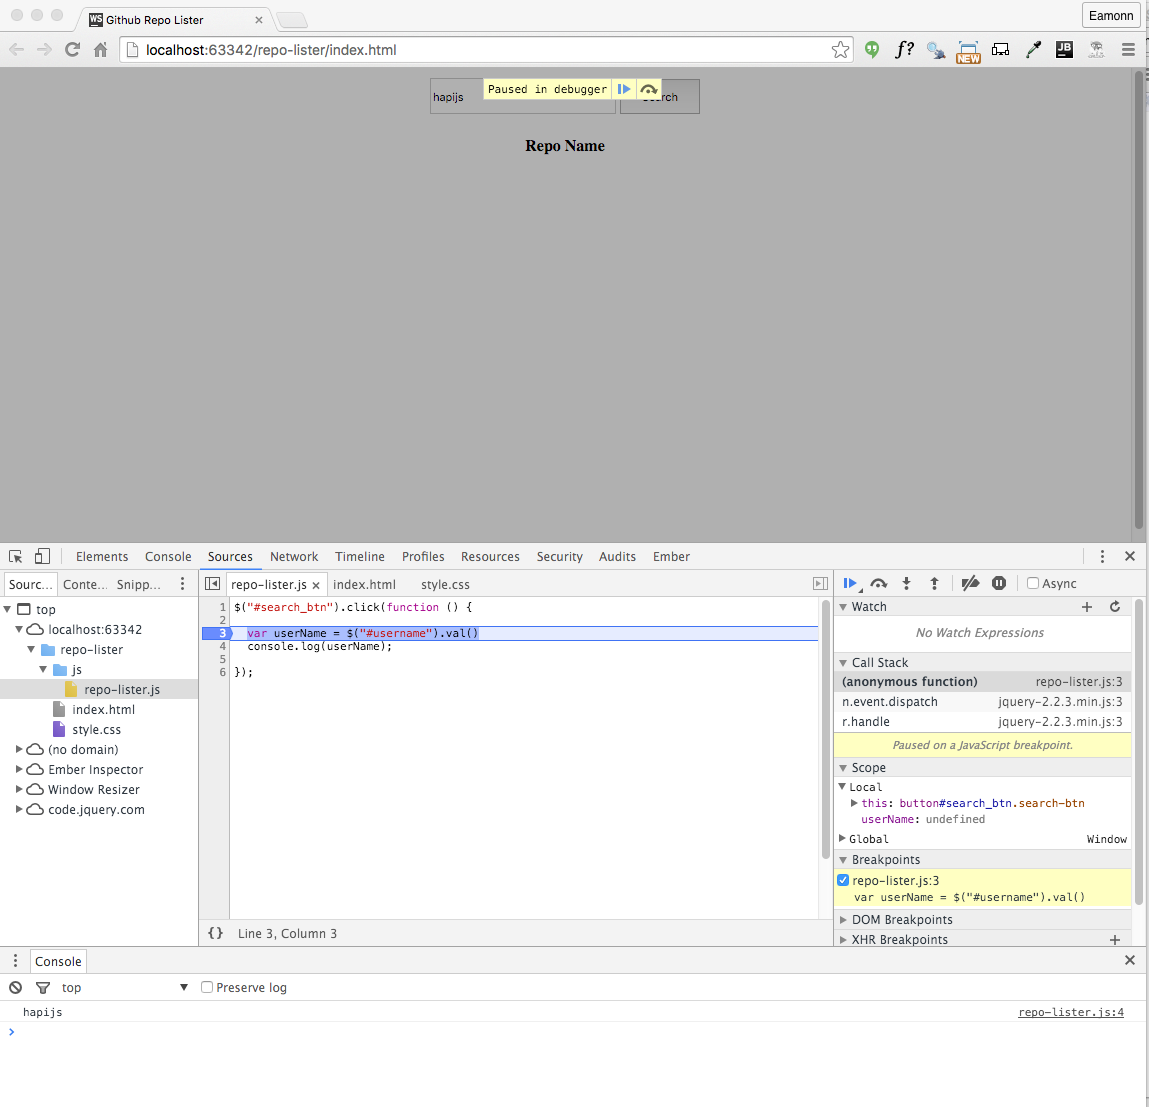 WS Github Repo Lister
Eamonn
localhost:63342/repo-lister/index.html
f?
NEW
JB
hapijs
Paused in debugger
Repo Name
Elements Console Sources Network Timeline Profiles Resources Security Audits Ember
Sourc... Conte... Snipp...
top
localhost:63342
repo-lister
js
repo-lister.js
index.html
style.css
(no domain)
Ember Inspector
Window Resizer
code.jquery.com
repo-lister.js index.html style.css
1 $("#search_btn").click(function () {
2
3 var userName = $("#username").val()
4 console.log(userName);
5
6 });
{} Line 3, Column 3
Async
Watch
No Watch Expressions
Call Stack
(anonymous function) repo-lister.js:3
n.event.dispatch jquery-2.2.3.min.js:3
r.handle jquery-2.2.3.min.js:3
Paused on a JavaScript breakpoint.
Scope
Local
this: button#search_btn.search-btn
userName: undefined
Global Window
Breakpoints
repo-lister.js:3
var userName = $("#username").val()
DOM Breakpoints
XHR Breakpoints
Console
top Preserve log
hapijs repo-lister.js:4